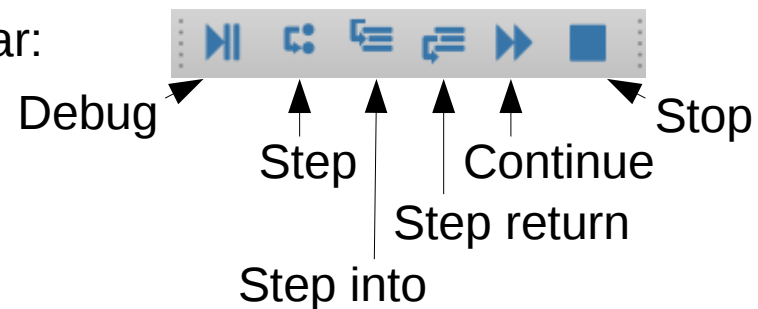 ar:
Debug
Stop
Step
Continue
Step return
Step into